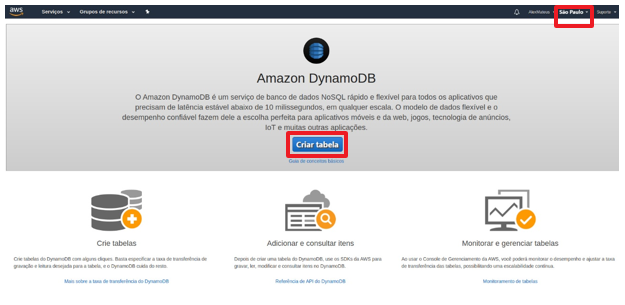 aws Serviços Grupos de recursos São Paulo Suporte
Amazon DynamoDB
O Amazon DynamoDB é um serviço de banco de dados NoSQL rápido e flexível para todos os aplicativos que
precisam de latência estável abaixo de 10 milissegundos, em qualquer escala. O modelo de dados flexível e o
desempenho confiável fazem dele a escolha perfeita para aplicativos móveis e da web, jogos, tecnologia de anúncios,
IoT e muitas outras aplicações.
Criar tabela
Guia de conceitos básicos
Crie tabelas
Adicionar e consultar itens
Monitorar e gerenciar tabelas
Crie tabelas do DynamoDB com alguns cliques. Basta especificar a taxa de transferência de
gravação e leitura desejada para a tabela, e o DynamoDB cuida do resto.
Depois de criar uma tabela do DynamoDB, use os SDKs da AWS para
gravar, ler, modificar e consultar itens no DynamoDB.
Ao usar o Console de Gerenciamento da AWS, você poderá monitorar o desempenho e ajustar a taxa
de transferência das tabelas, possibilitando uma escalabilidade contínua.
Mais sobre a taxa de transferência do DynamoDB
Referência de API do DynamoDB
Monitoramento de tabelas